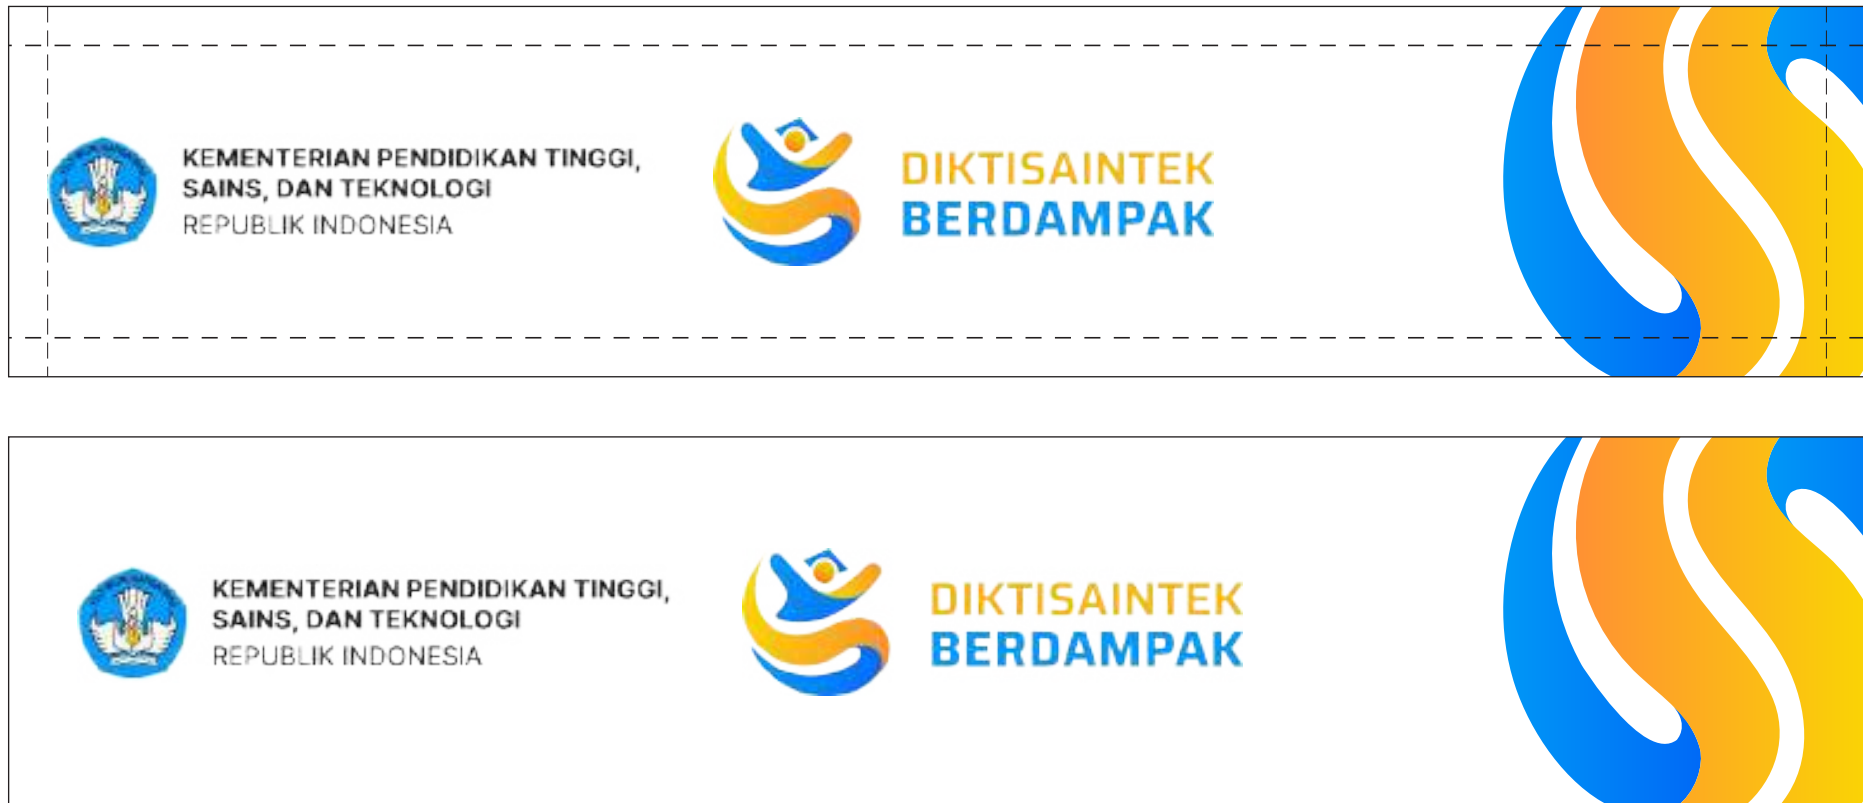 KEMENTERIAN PENDIDIKAN TINGGI,
SAINS, DAN TEKNOLOGI
REPUBLIK INDONESIA
DIKTISAINTEK
BERDAMPAK
KEMENTERIAN PENDIDIKAN TINGGI,
SAINS, DAN TEKNOLOGI
REPUBLIK INDONESIA
DIKTISAINTEK
BERDAMPAK